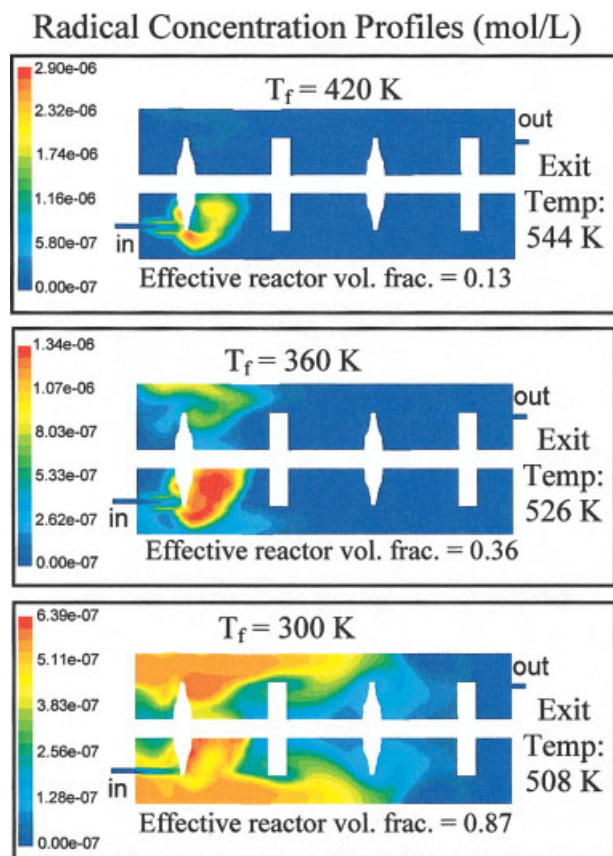 Radical Concentration Profiles (mol/L)
2.90e-06
2.32e-06
1.74e-06
1.16e-06
5.80e-07
0.00e-07
T_f = 420 K
out
in
Exit
Temp:
544 K
Effective reactor vol. frac. = 0.13
1.34e-06
1.07e-06
8.03e-07
5.33e-07
2.62e-07
0.00e-07
T_f = 360 K
out
in
Exit
Temp:
526 K
Effective reactor vol. frac. = 0.36
6.39e-07
5.11e-07
3.83e-07
2.56e-07
1.28e-07
0.00e-07
T_f = 300 K
out
in
Exit
Temp:
508 K
Effective reactor vol. frac. = 0.87